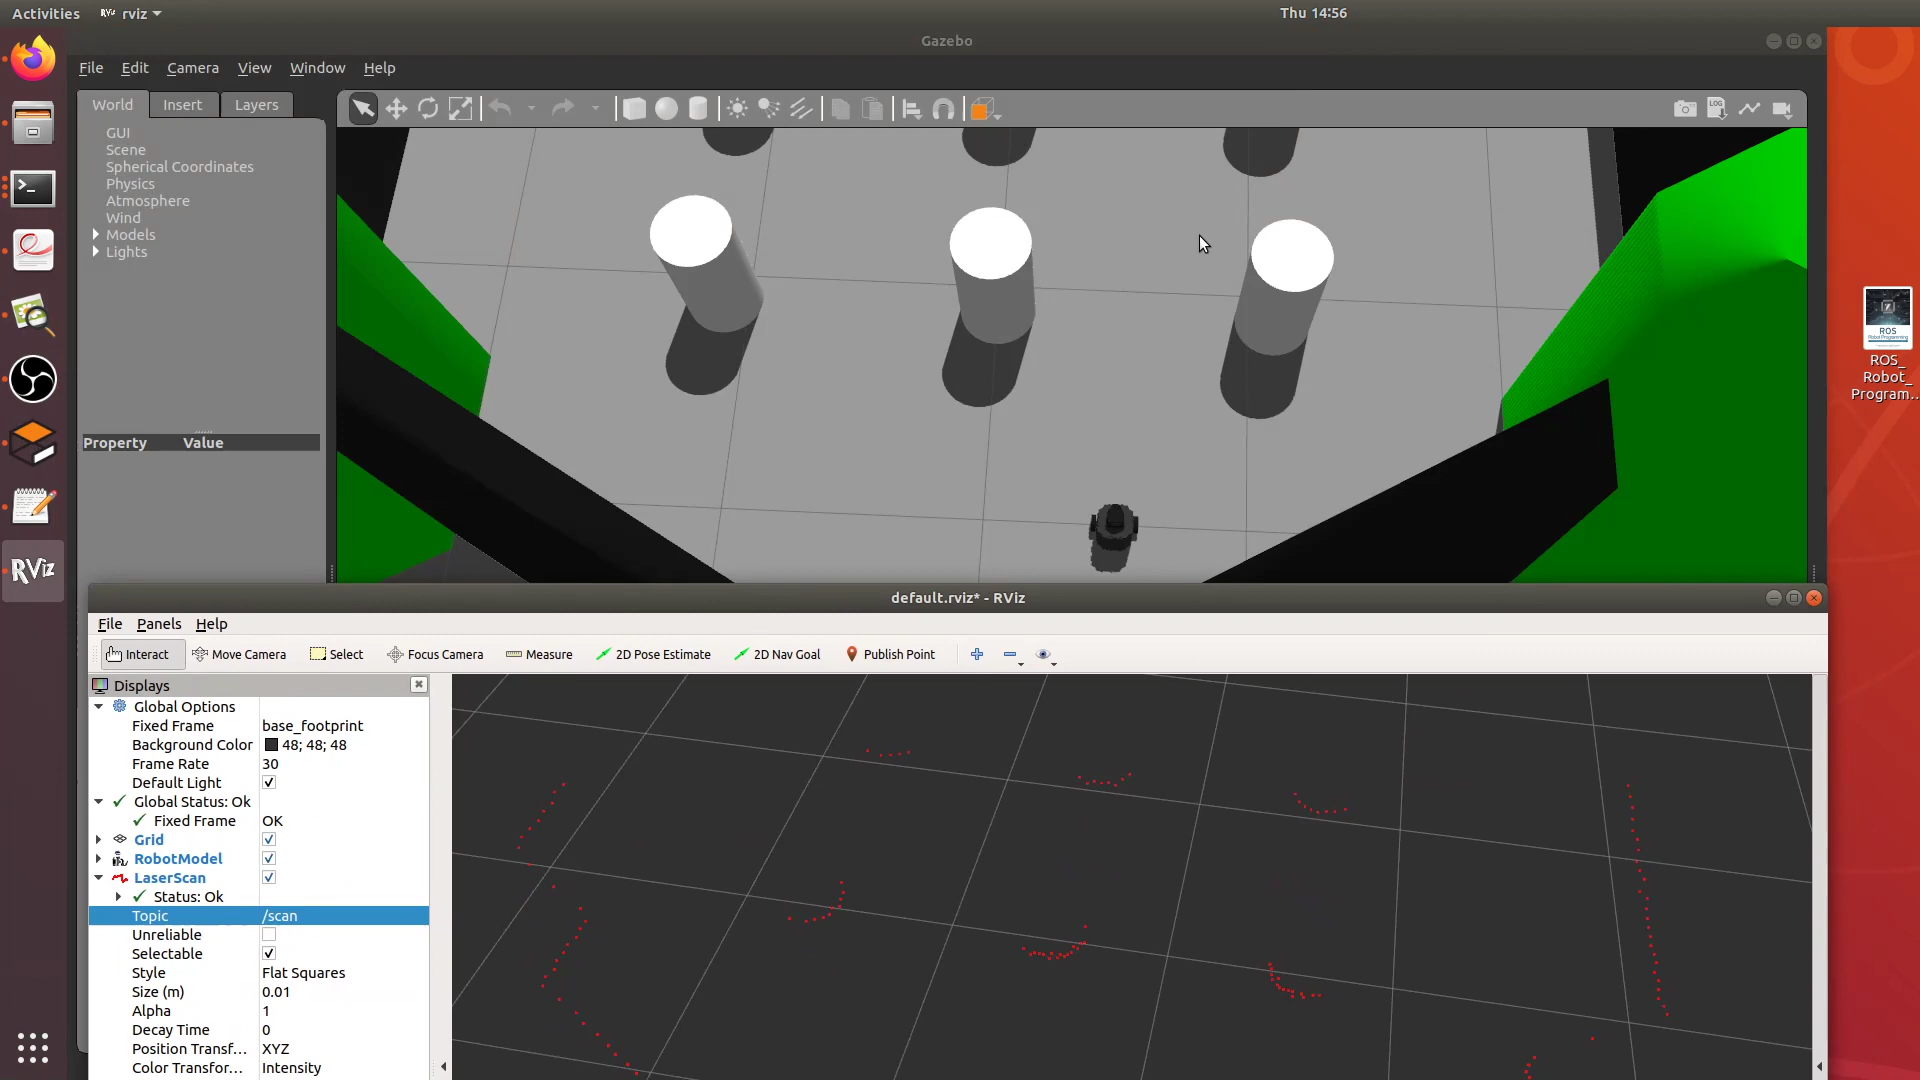 Activities rviz Thu 14:56
Gazebo
File Edit Camera View Window Help
World Insert Layers
LOG
GUI
Scene
Spherical Coordinates
Physics
Atmosphere
Wind
Models
Lights
Property Value
ROS
ROS_
Robot_
Program...
RViz
default.rviz* - RViz
File Panels Help
Interact Move Camera Select Focus Camera Measure 2D Pose Estimate 2D Nav Goal Publish Point
Displays
Global Options
Fixed Frame base_footprint
Background Color 48; 48; 48
Frame Rate 30
Default Light
Global Status: Ok
Fixed Frame OK
Grid
RobotModel
LaserScan
Status: Ok
Topic /scan
Unreliable
Selectable
Style Flat Squares
Size (m) 0.01
Alpha 1
Decay Time 0
Position Transf... XYZ
Color Transfor... Intensity